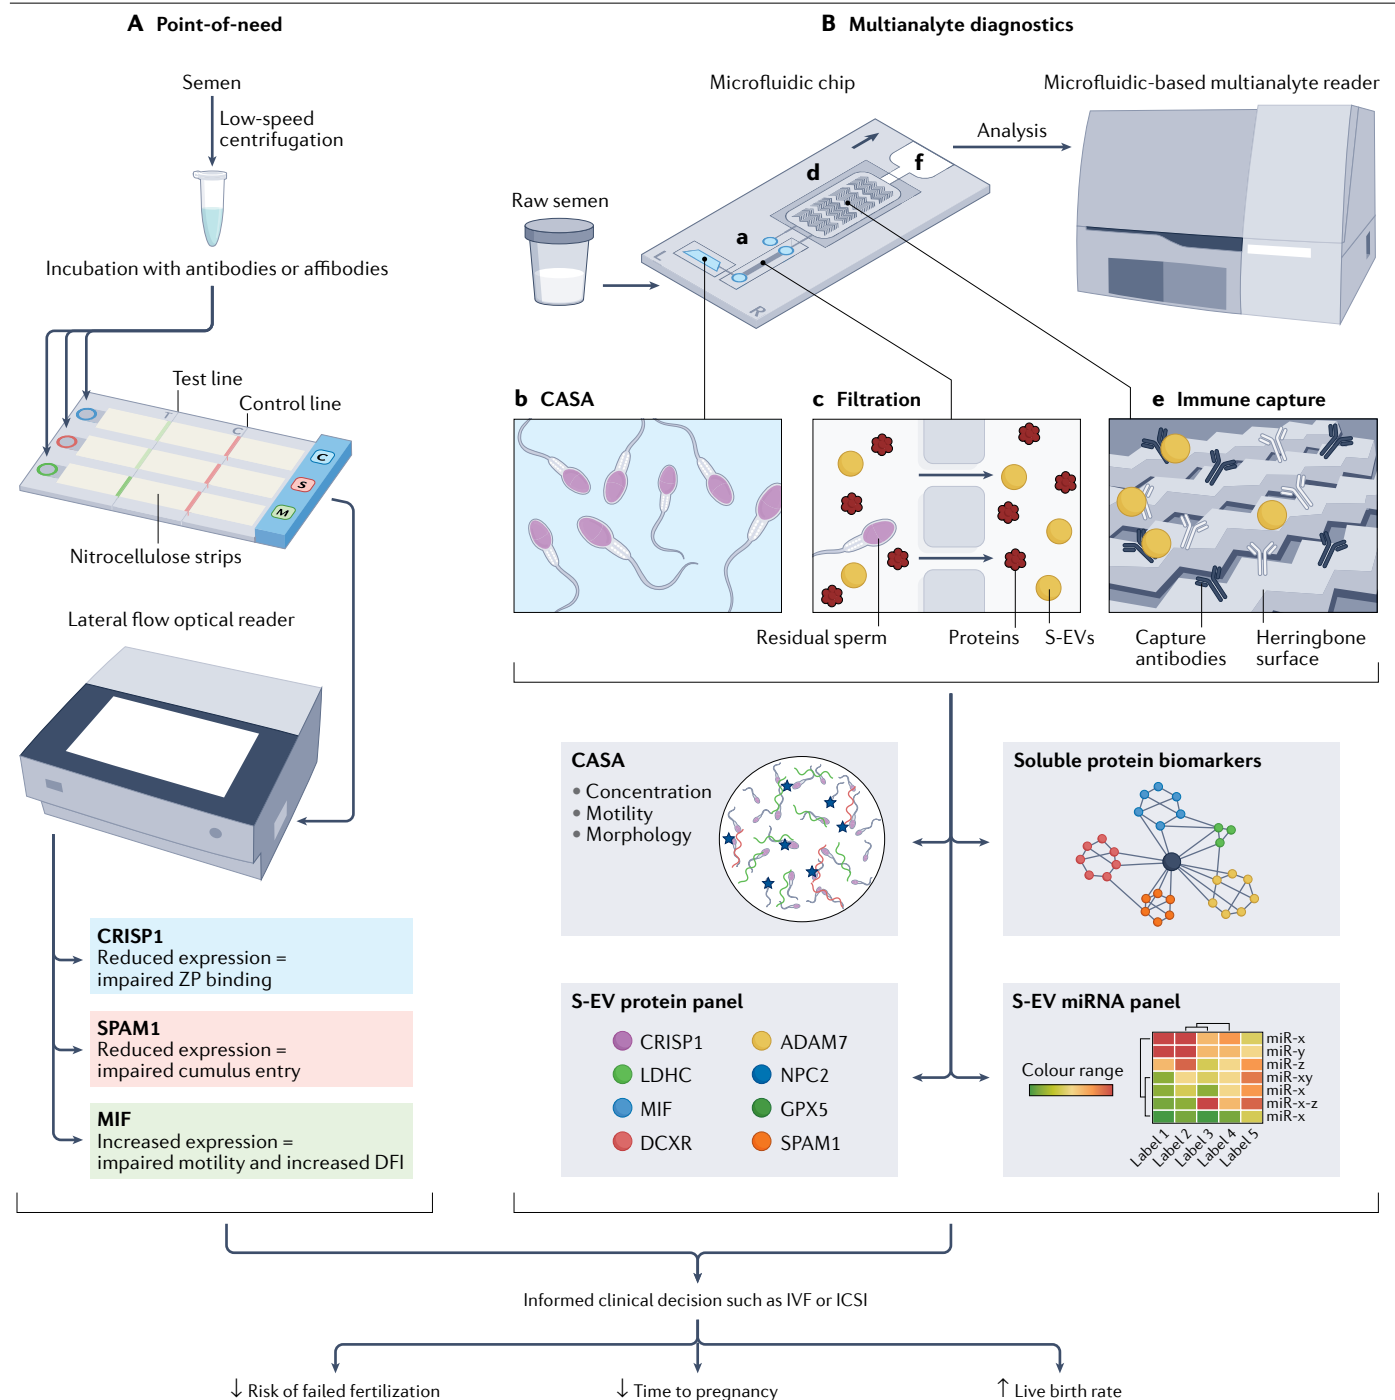 A Point-of-need
Semen
Low-speed
centrifugation
Incubation with antibodies or affibodies
Test line
Control line
T
C
C
S
M
Nitrocellulose strips
Lateral flow optical reader
CRISP1
Reduced expression =
impaired ZP binding
SPAM1
Reduced expression =
impaired cumulus entry
MIF
Increased expression =
impaired motility and increased DFI
B Multianalyte diagnostics
Microfluidic chip
Microfluidic-based multianalyte reader
Analysis
Raw semen
a
d
f
L
R
b CASA
c Filtration
e Immune capture
Residual sperm
Proteins
S-EVs
Capture
antibodies
Herringbone
surface
CASA
• Concentration
• Motility
• Morphology
Soluble protein biomarkers
S-EV protein panel
CRISP1
LDHC
MIF
DCXR
ADAM7
NPC2
GPX5
SPAM1
S-EV miRNA panel
Colour range
miR-x
miR-y
miR-z
miR-xy
miR-x
miR-x-z
miR-x
Label 1
Label 2
Label 3
Label 4
Label 5
Informed clinical decision such as IVF or ICSI
↓ Risk of failed fertilization
↓ Time to pregnancy
↑ Live birth rate